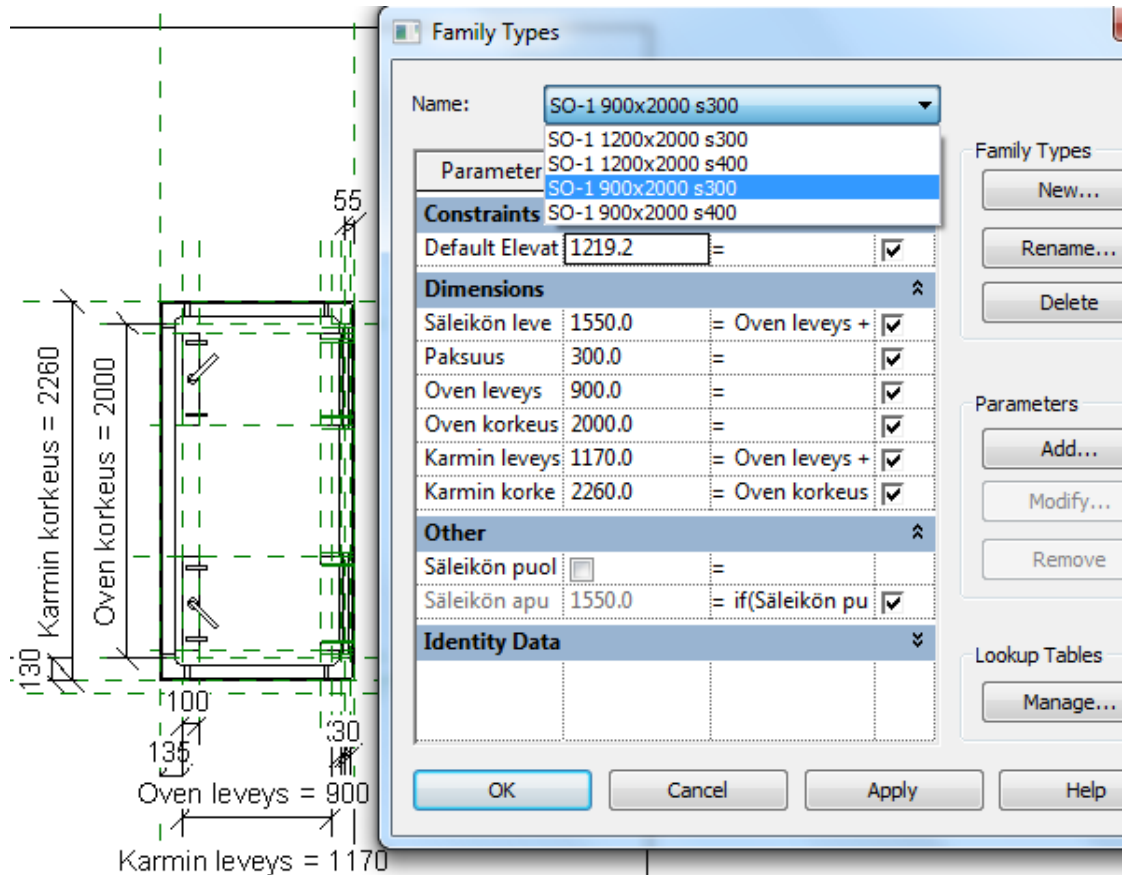 Family Types
Name:
SO-1 900x2000 s300
SO-1 1200x2000 s300
SO-1 1200x2000 s400
SO-1 900x2000 s300
SO-1 900x2000 s400
Parameter
Constraints
Default Elevat 1219.2 =
Dimensions
Säleikön leve 1550.0 = Oven leveys +
Paksuus 300.0 =
Oven leveys 900.0 =
Oven korkeus 2000.0 =
Karmin leveys 1170.0 = Oven leveys +
Karmin korke 2260.0 = Oven korkeus
Other
Säleikön puol =
Säleikön apu 1550.0 = if(Säleikön pu
Identity Data
Family Types
New...
Rename...
Delete
Parameters
Add...
Modify...
Remove
Lookup Tables
Manage...
OK Cancel Apply Help
55
Karmin korkeus = 2260
Oven korkeus = 2000
130
100
30
135
Oven leveys = 900
Karmin leveys = 1170